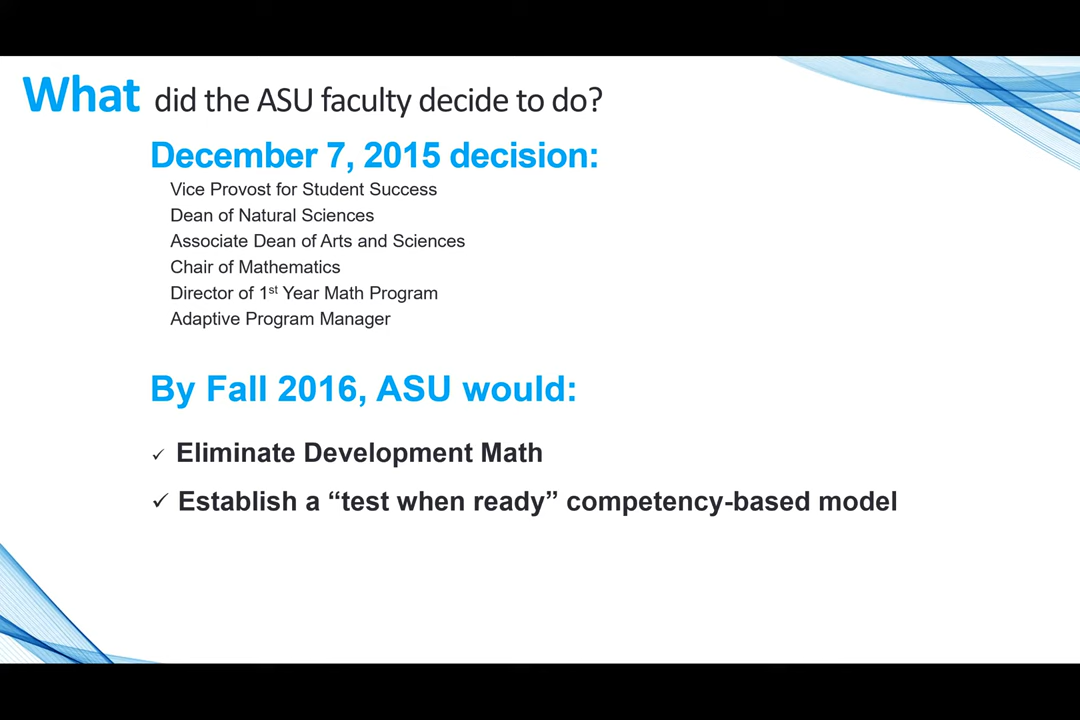 What did the ASU faculty decide to do?
December 7, 2015 decision:
Vice Provost for Student Success
Dean of Natural Sciences
Associate Dean of Arts and Sciences
Chair of Mathematics
Director of 1st Year Math Program
Adaptive Program Manager
By Fall 2016, ASU would:
✓ Eliminate Development Math
✓ Establish a “test when ready” competency-based model